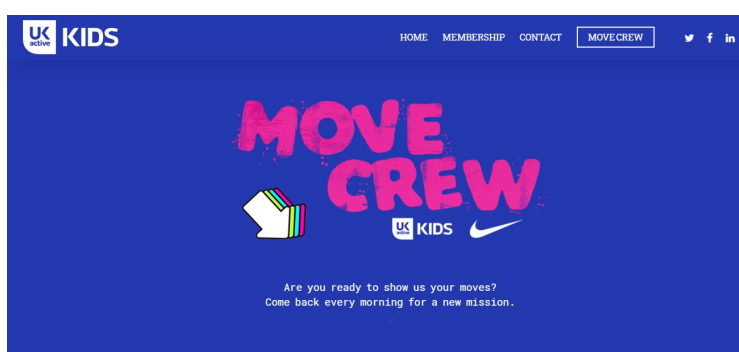 UK active KIDS
HOME MEMBERSHIP CONTACT MOVE CREW
MOVE
CREW
UK active KIDS
Are you ready to show us your moves?
Come back every morning for a new mission.